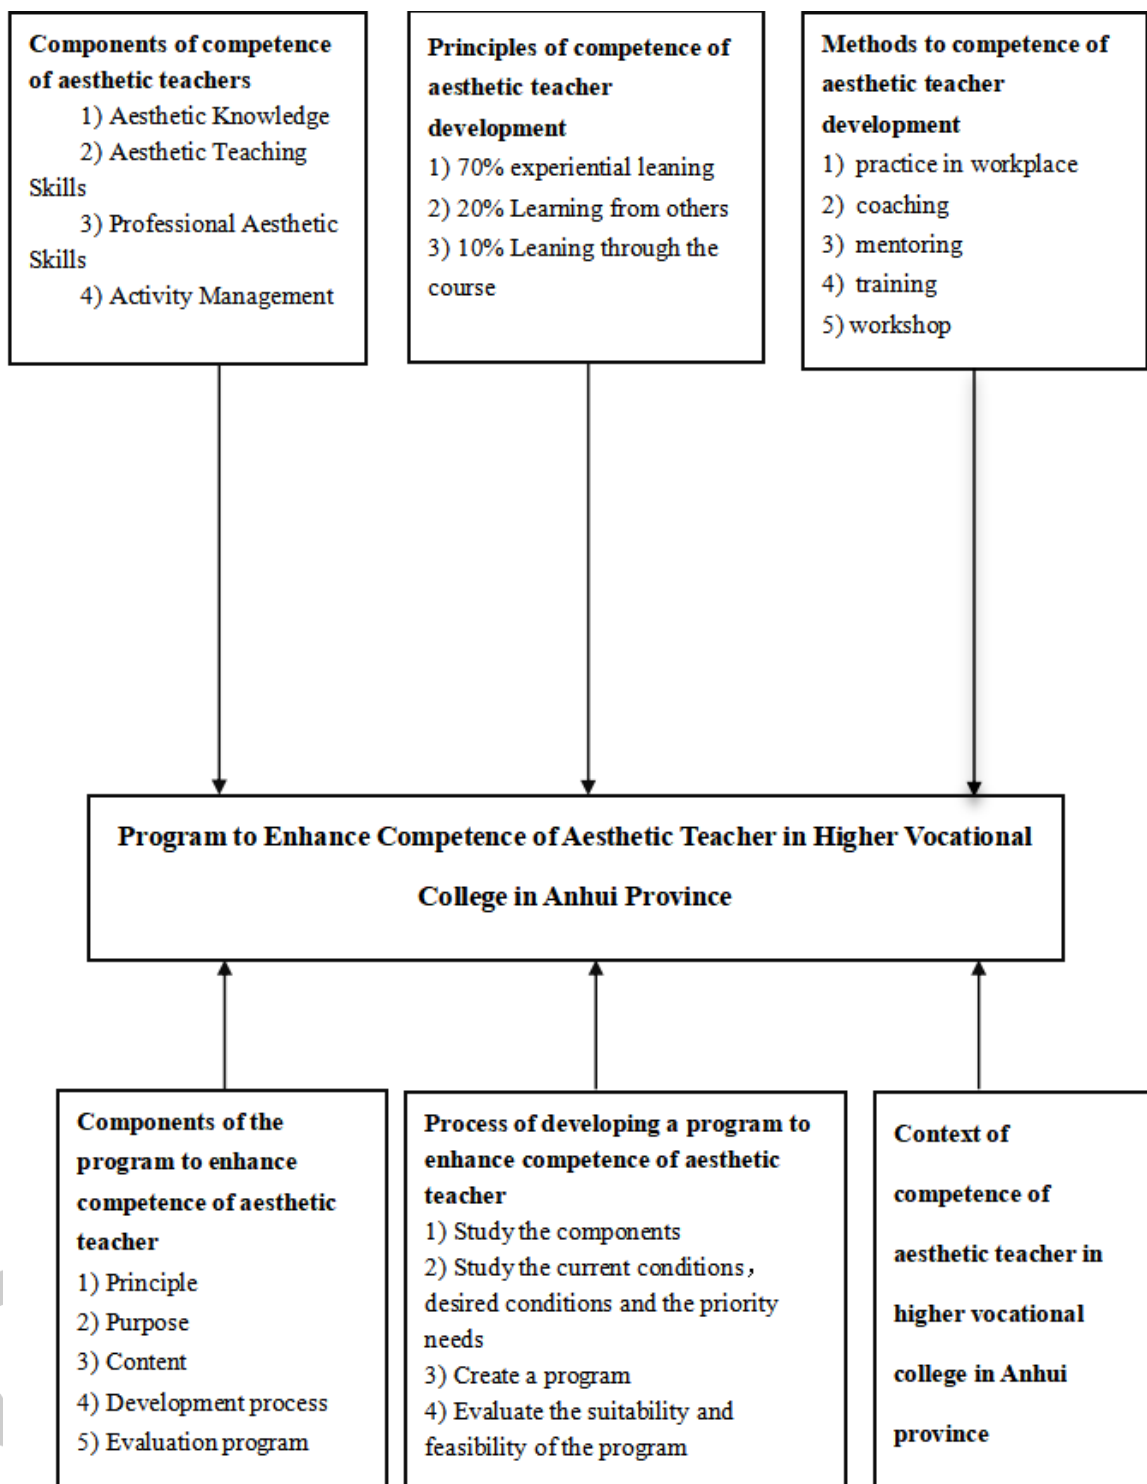 Components of competence
of aesthetic teachers
1) Aesthetic Knowledge
2) Aesthetic Teaching
Skills
3) Professional Aesthetic
Skills
4) Activity Management
Principles of competence of
aesthetic teacher
development
1) 70% experiential leaning
2) 20% Learning from others
3) 10% Leaning through the
course
Methods to competence of
aesthetic teacher
development
1) practice in workplace
2) coaching
3) mentoring
4) training
5) workshop
Program to Enhance Competence of Aesthetic Teacher in Higher Vocational
College in Anhui Province
Components of the
program to enhance
competence of aesthetic
teacher
1) Principle
2) Purpose
3) Content
4) Development process
5) Evaluation program
Process of developing a program to
enhance competence of aesthetic
teacher
1) Study the components
2) Study the current conditions，
desired conditions and the priority
needs
3) Create a program
4) Evaluate the suitability and
feasibility of the program
Context of
competence of
aesthetic teacher in
higher vocational
college in Anhui
province